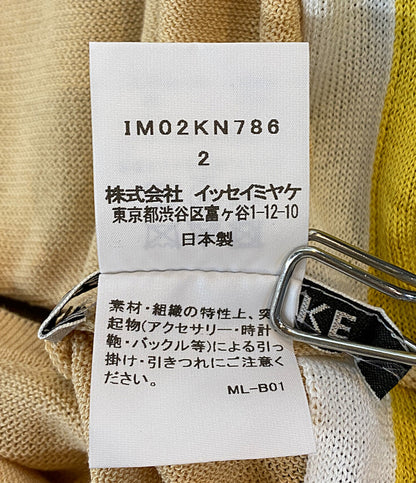 IM02KN786
2
株式会社 イッセイミヤケ
東京都渋谷区富ヶ谷1-12-10
日本製
素材・組織の特性上、突
起物(アクセサリー・時計
鞄・バックル等)による引っ
掛け・引きつれにご注意く
ださい。
ML-B01
KE